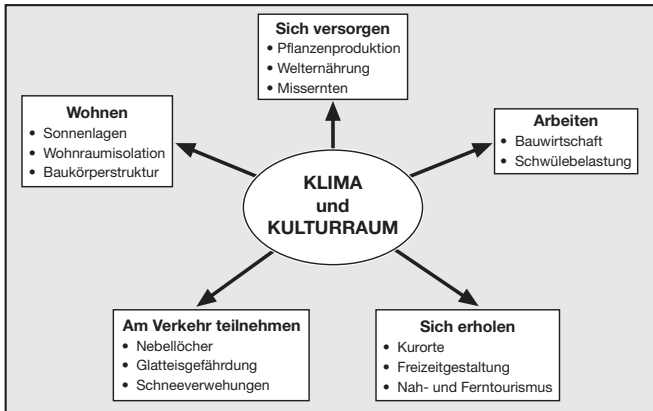 Sich versorgen
• Pflanzenproduktion
• Welternährung
• Missernten
Wohnen
• Sonnenlagen
• Wohnraumisolation
• Baukörperstruktur
Arbeiten
• Bauwirtschaft
• Schwülebelastung
KLIMA
und
KULTURRAUM
Am Verkehr teilnehmen
• Nebellöcher
• Glatteisgefährdung
• Schneeverwehungen
Sich erholen
• Kurorte
• Freizeitgestaltung
• Nah- und Ferntourismus